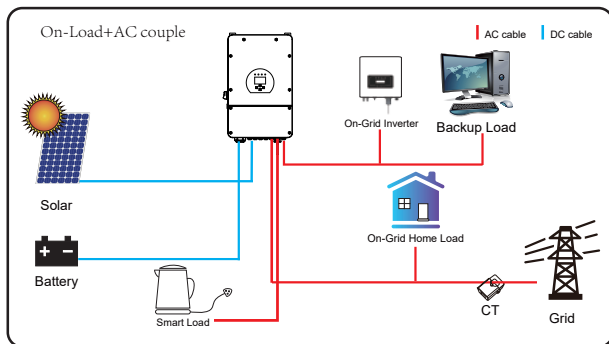 On-Load+AC couple
AC cable
DC cable
On-Grid Inverter
Backup Load
Solar
On-Grid Home Load
Battery
Smart Load
CT
Grid